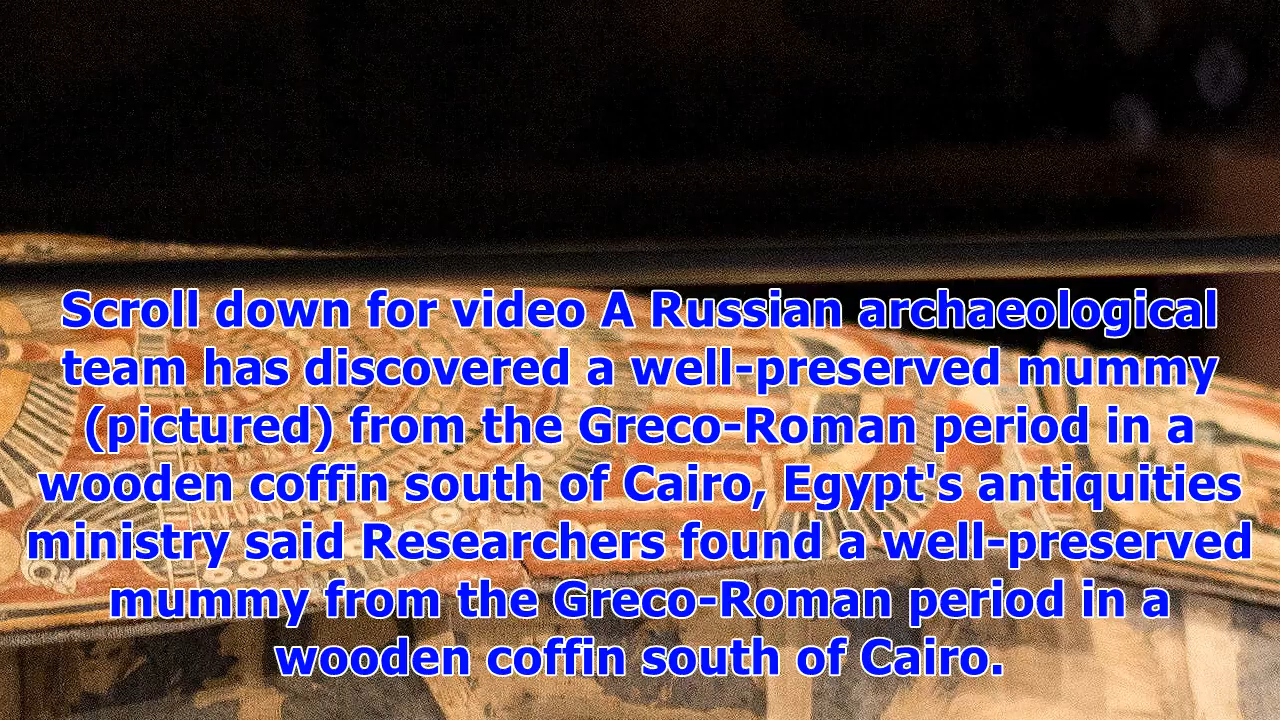 Scroll down for video A Russian archaeological
team has discovered a well-preserved mummy
(pictured) from the Greco-Roman period in a
wooden coffin south of Cairo, Egypt's antiquities
ministry said Researchers found a well-preserved
mummy from the Greco-Roman period in a
wooden coffin south of Cairo.